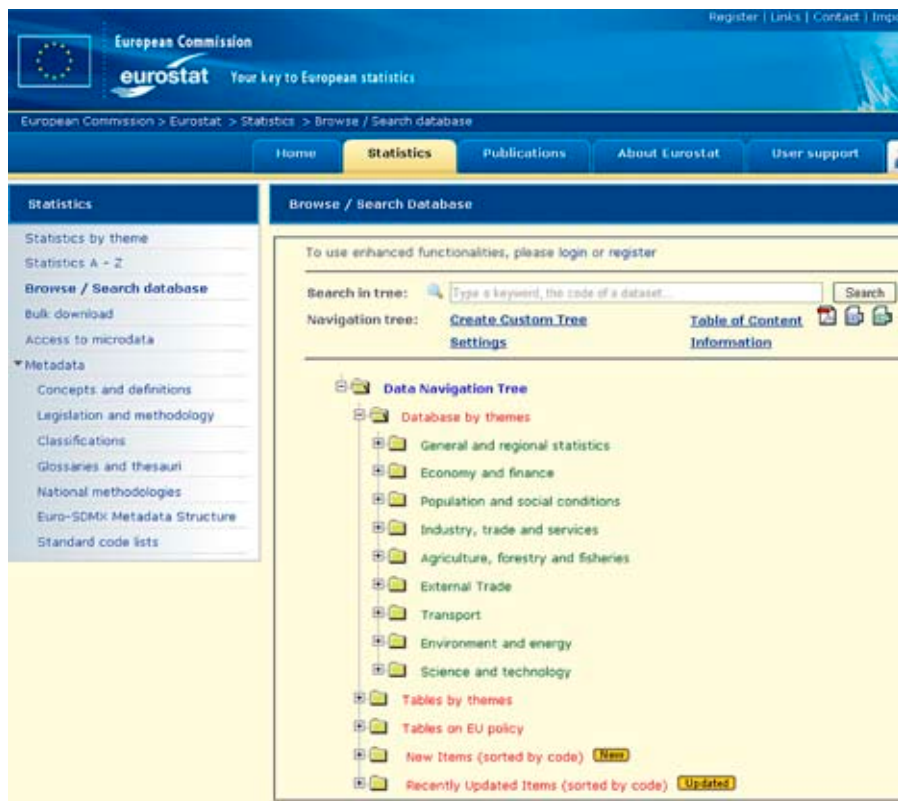 Register | Links | Contact |
European Commission
eurostat Your key to European statistics
European Commission > Eurostat > Statistics > Browse / Search database
Home Statistics Publications About Eurostat User support
Statistics
Statistics by theme
Statistics A - Z
Browse / Search database
Bulk download
Access to microdata
Metadata
Concepts and definitions
Legislation and methodology
Classifications
Glossaries and thesauri
National methodologies
Euro-SDMX Metadata Structure
Standard code lists
Browse / Search Database
To use enhanced functionalities, please login or register
Search in tree: Type a keyword, the code of a dataset... Search
Navigation tree: Create Custom Tree Table of Content
Settings Information
Data Navigation Tree
Database by themes
General and regional statistics
Economy and finance
Population and social conditions
Industry, trade and services
Agriculture, forestry and fisheries
External Trade
Transport
Environment and energy
Science and technology
Tables by themes
Tables on EU policy
New Items (sorted by code) New
Recently Updated Items (sorted by code) Updated